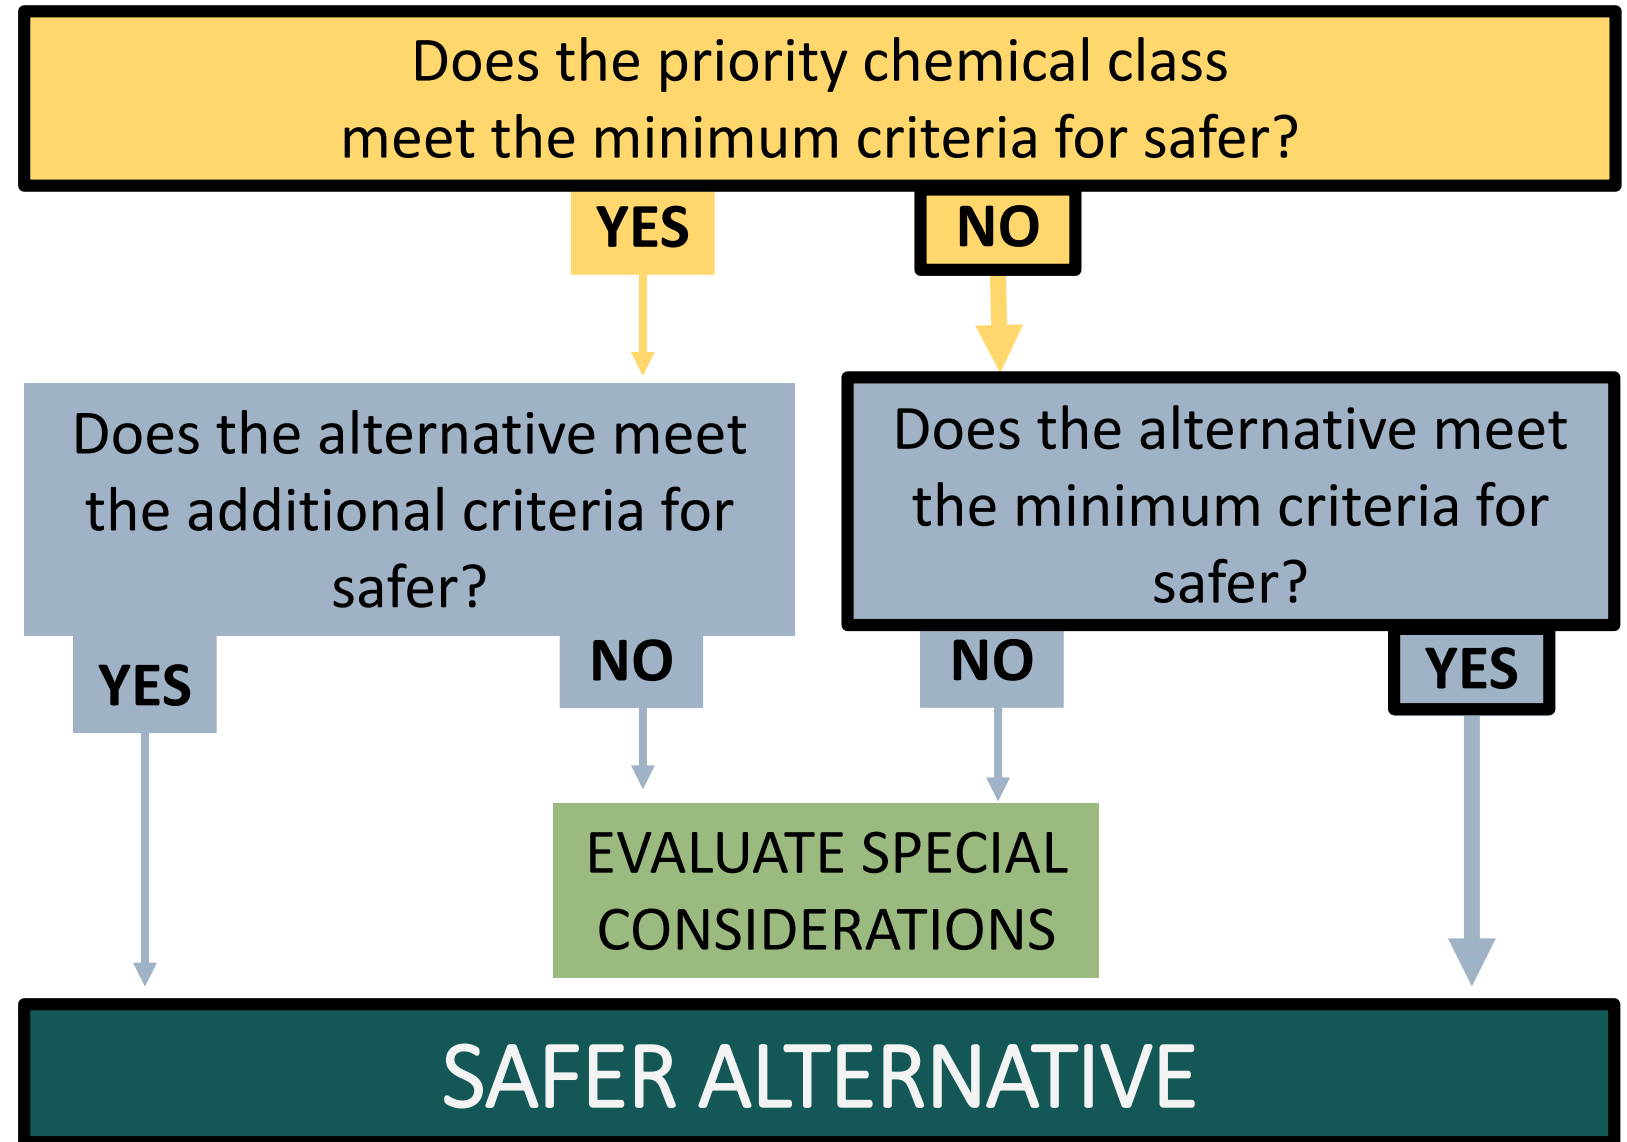 Does the priority chemical class
meet the minimum criteria for safer?
YES
NO
Does the alternative meet
the additional criteria for
safer?
YES
NO
Does the alternative meet
the minimum criteria for
safer?
NO
YES
EVALUATE SPECIAL
CONSIDERATIONS
SAFER ALTERNATIVE